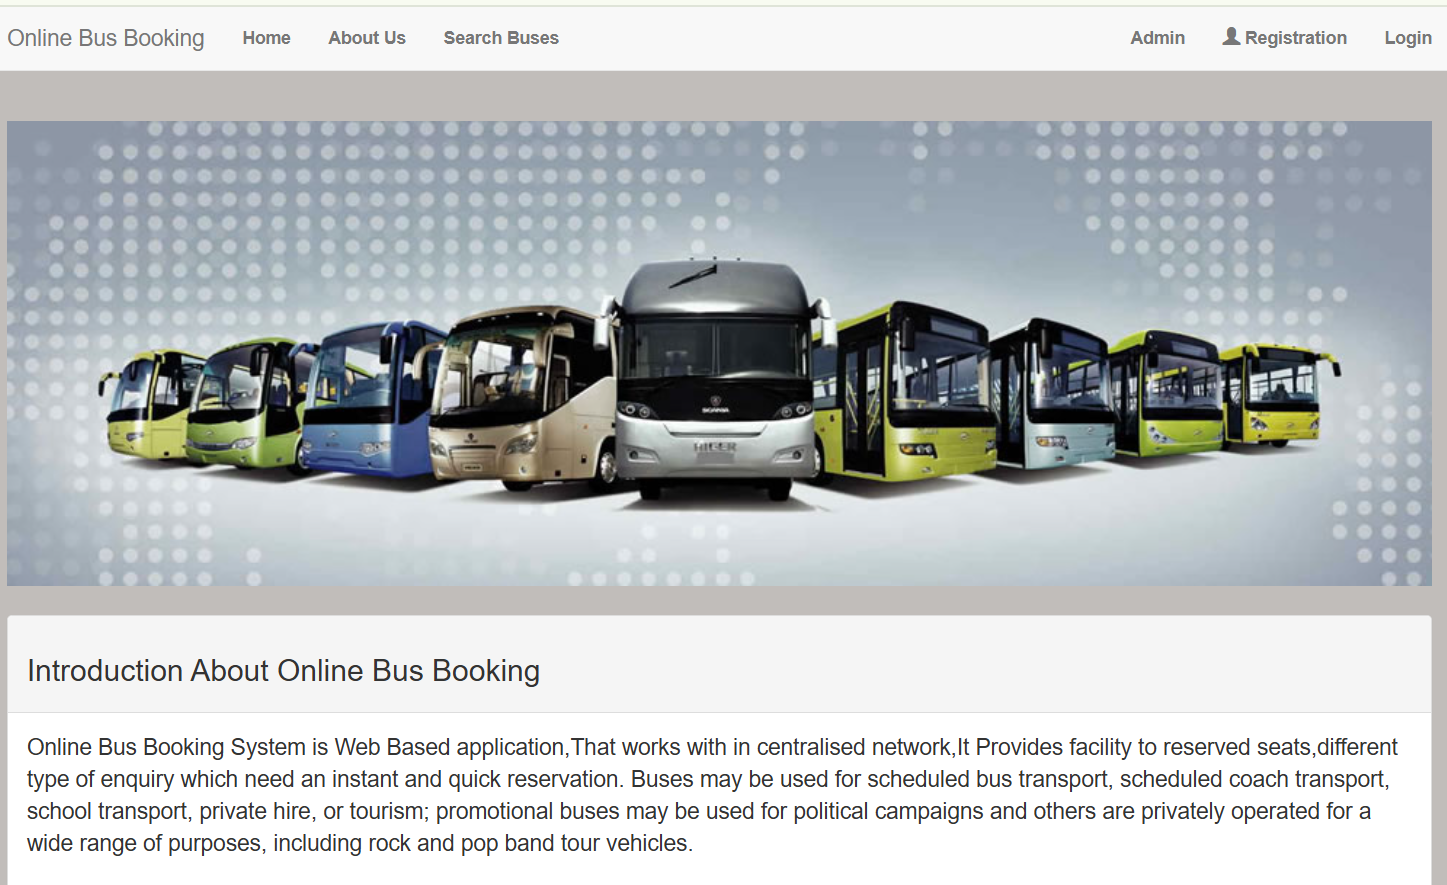 Online Bus Booking Home About Us Search Buses Admin Registration Login
SCANIA
HIGER
Introduction About Online Bus Booking
Online Bus Booking System is Web Based application,That works with in centralised network,It Provides facility to reserved seats,different
type of enquiry which need an instant and quick reservation. Buses may be used for scheduled bus transport, scheduled coach transport,
school transport, private hire, or tourism; promotional buses may be used for political campaigns and others are privately operated for a
wide range of purposes, including rock and pop band tour vehicles.